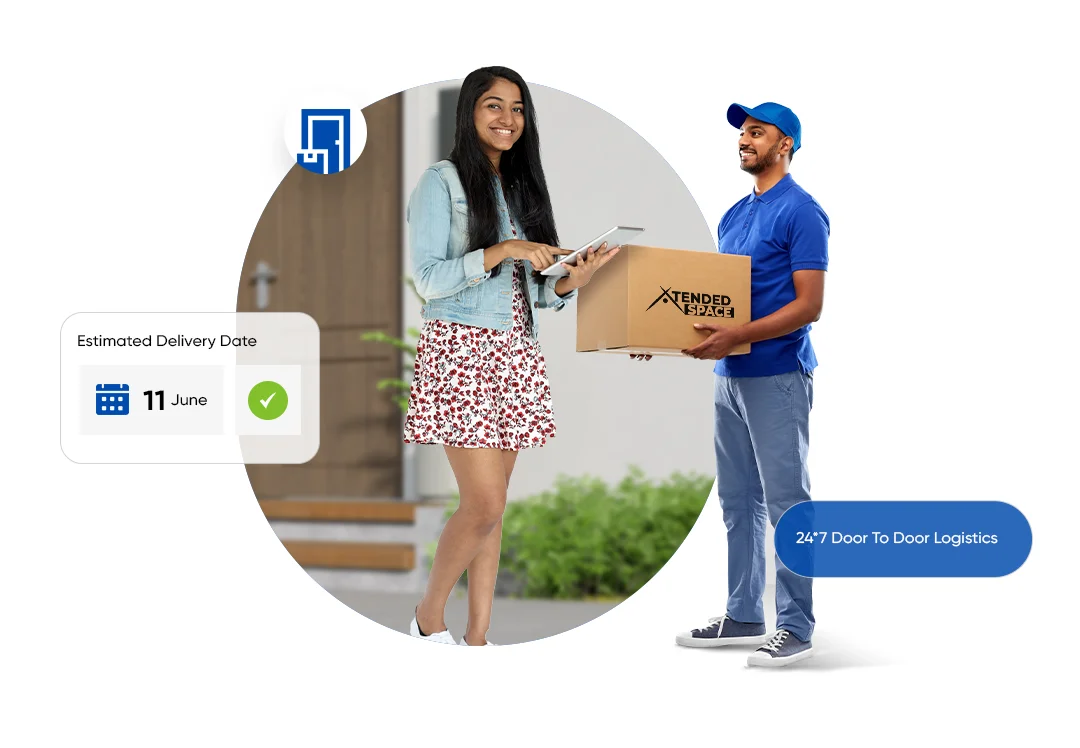 Estimated Delivery Date
11 June
XTENDED
SPACE
24*7 Door To Door Logistics